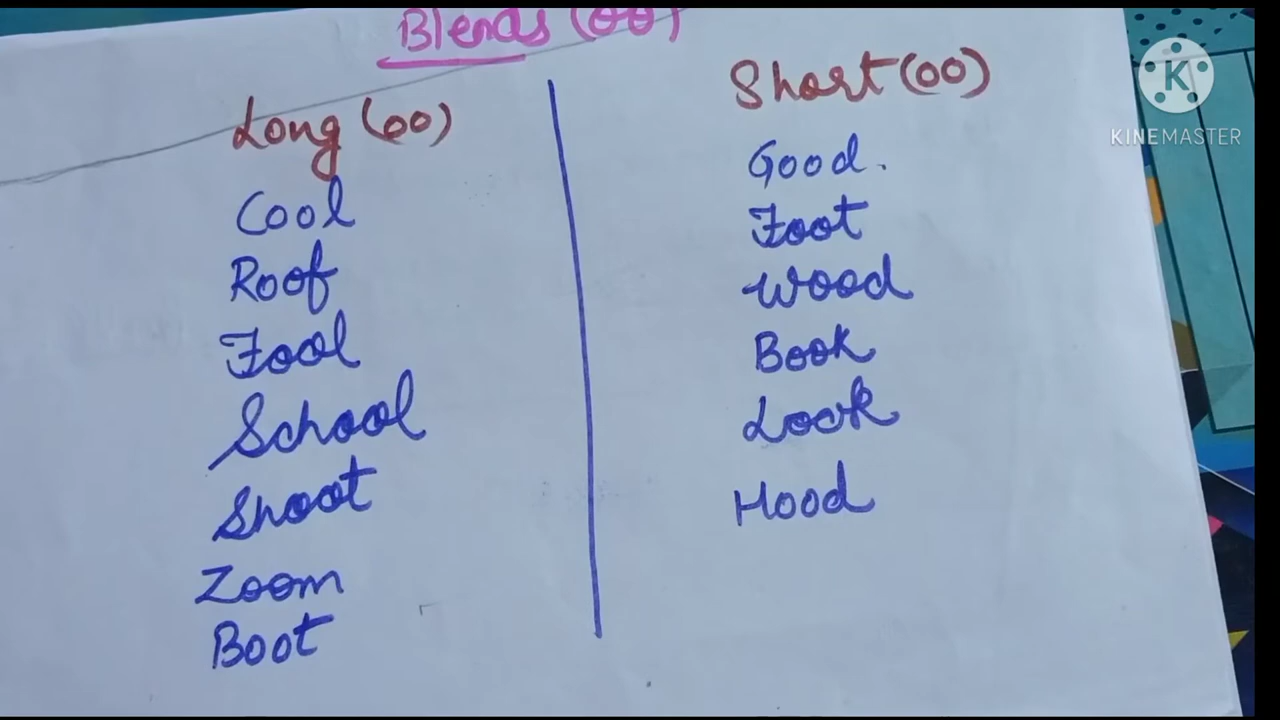 Blends (oo)
Long (oo)
Cool
Roof
Fool
School
Shoot
Zoom
Boot
Short (oo)
Good.
Foot
Wood
Book
Look
Hood
K
KINEMASTER